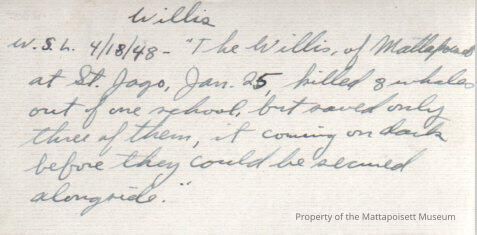 Willis
W.S.L. 4/18/48 - "The Willis, of Mattapoisett
at St. Jago, Jan. 25, killed 8 whales
out of one school, but saved only
three of them, it coming on dark
before they could be secured
alongside."
Property of the Mattapoisett Museum